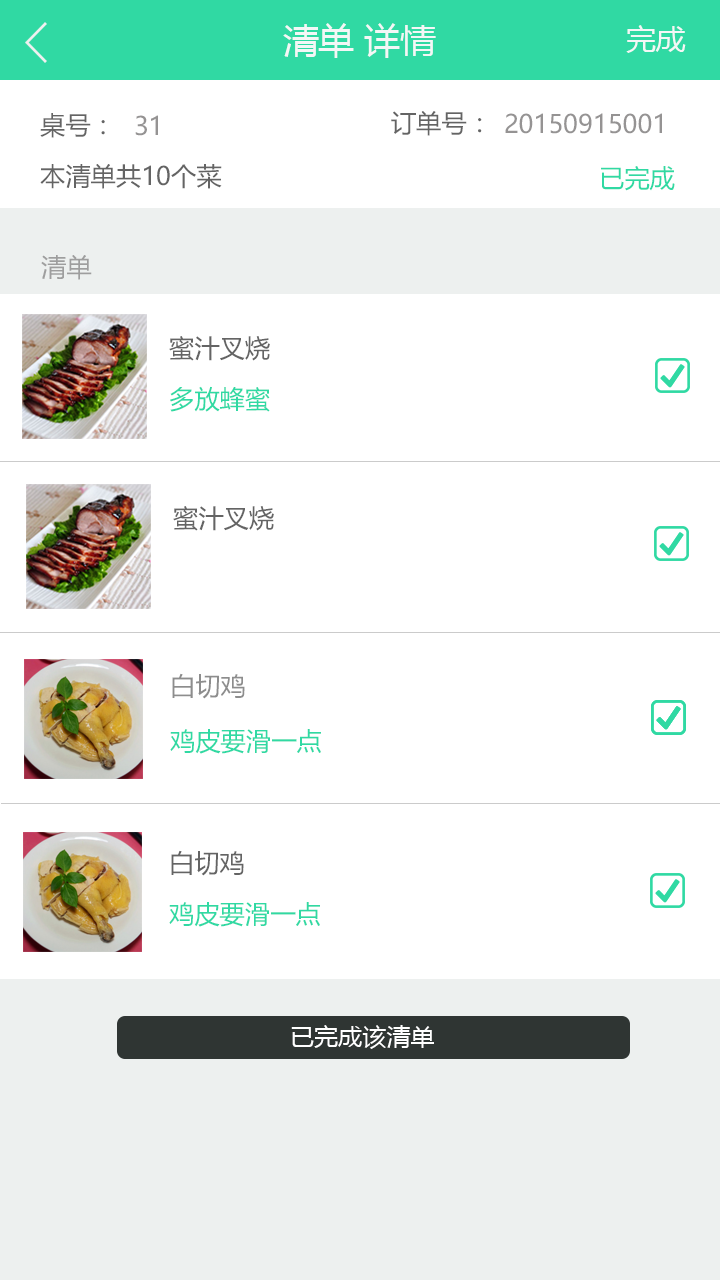 清单 详情
完成
桌号： 31
订单号： 20150915001
本清单共10个菜
已完成
清单
蜜汁叉烧
多放蜂蜜
蜜汁叉烧
白切鸡
鸡皮要滑一点
白切鸡
鸡皮要滑一点
已完成该清单